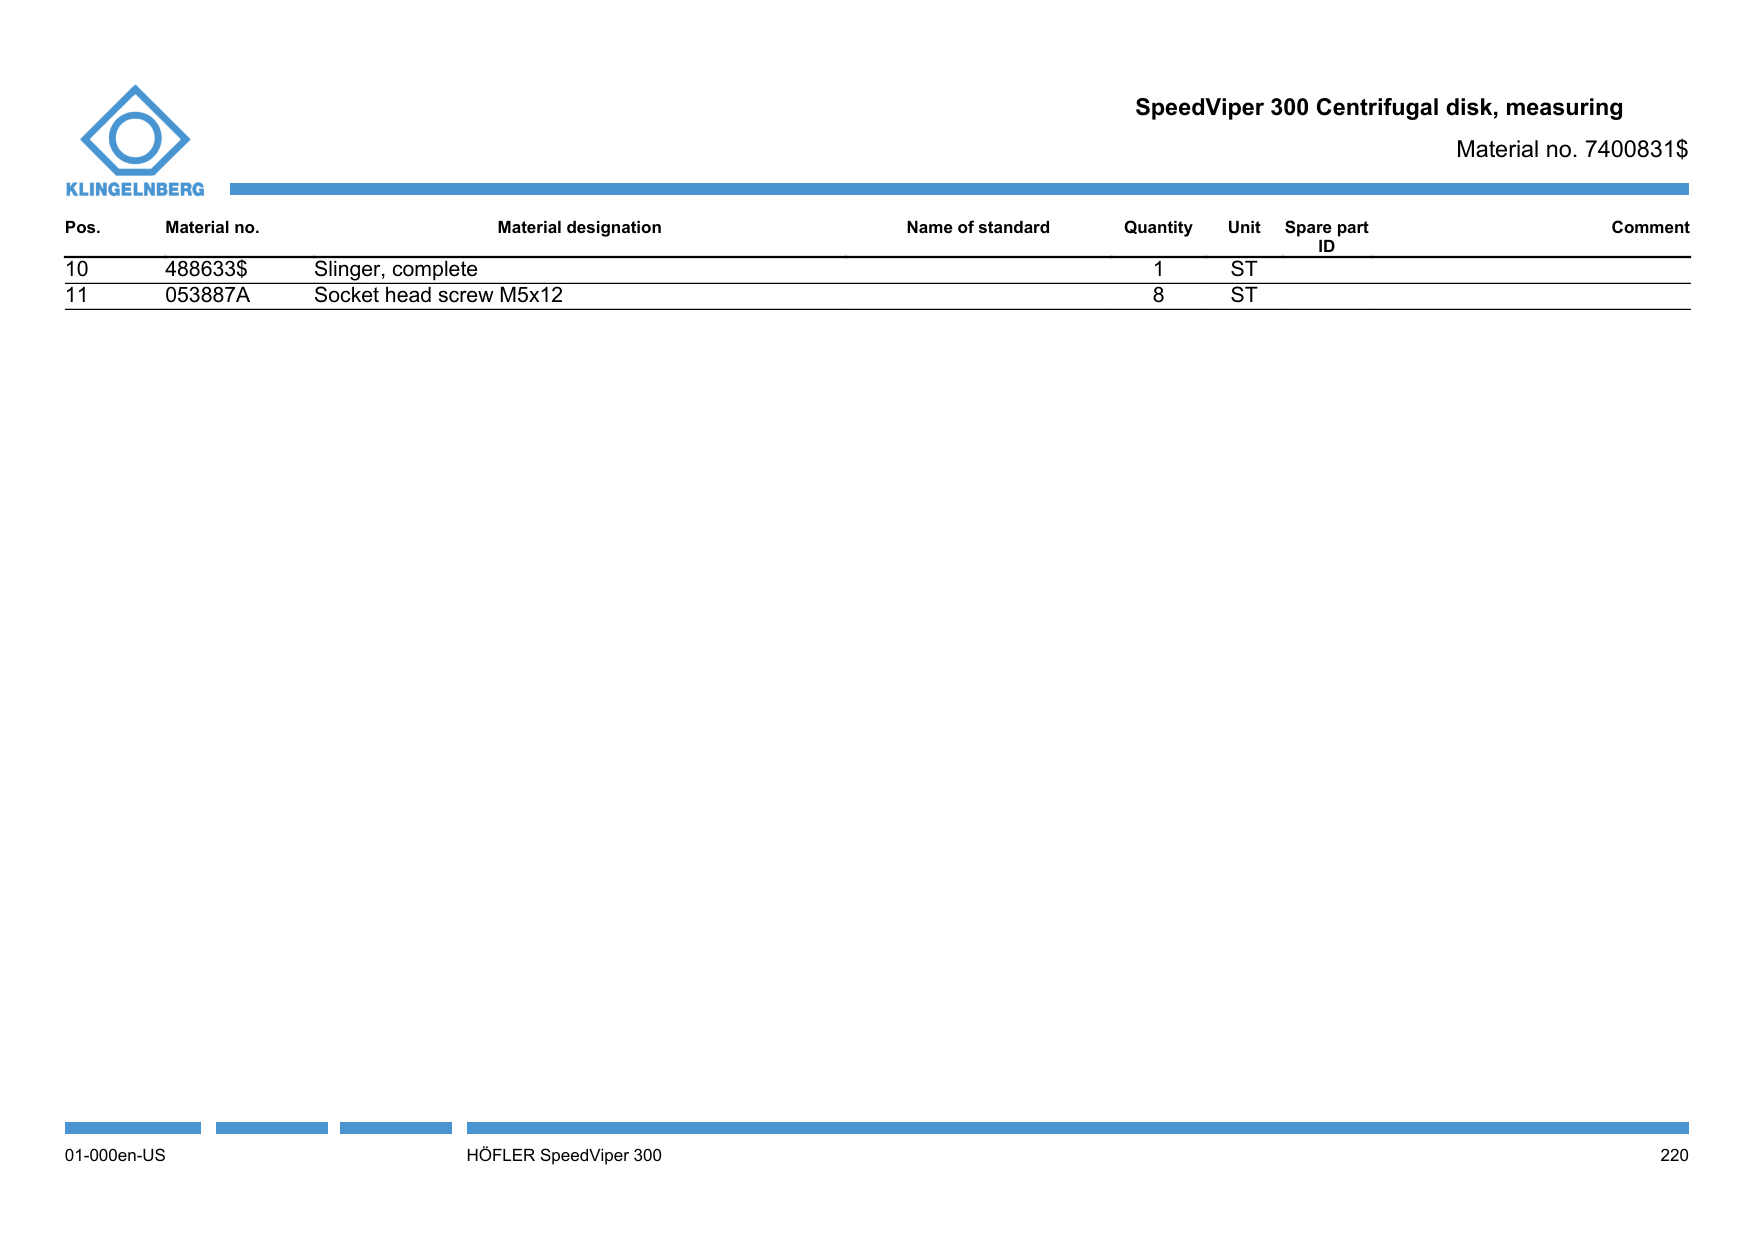 SpeedViper 300 Centrifugal disk, measuring
Material no. 7400831$
KLINGELNBERG
Pos. Material no. Material designation Name of standard Quantity Unit Spare part ID Comment
10 488633$ Slinger, complete 1 ST
11 053887A Socket head screw M5x12 8 ST
01-000en-US HÖFLER SpeedViper 300 220